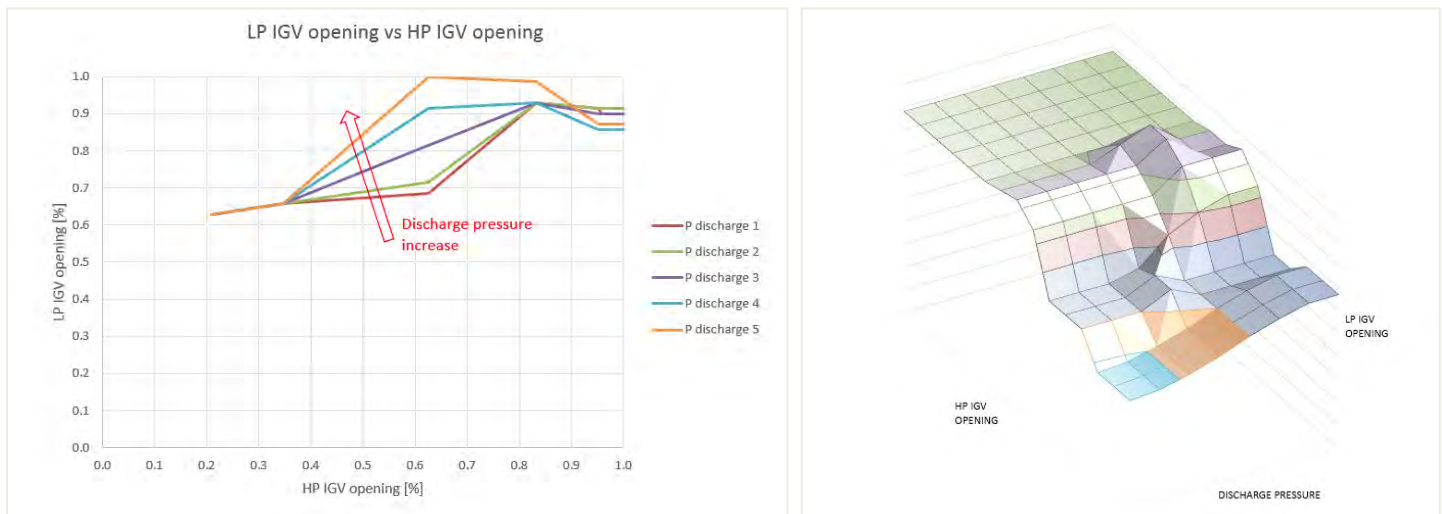 LP IGV opening vs HP IGV opening
LP IGV opening [%]
1.0
0.9
0.8
0.7
0.6
0.5
0.4
0.3
0.2
0.1
0.0
Discharge pressure
increase
P discharge 1
P discharge 2
P discharge 3
P discharge 4
P discharge 5
0.0 0.1 0.2 0.3 0.4 0.5 0.6 0.7 0.8 0.9 1.0
HP IGV opening [%]
LP IGV
OPENING
HP IGV
OPENING
DISCHARGE PRESSURE